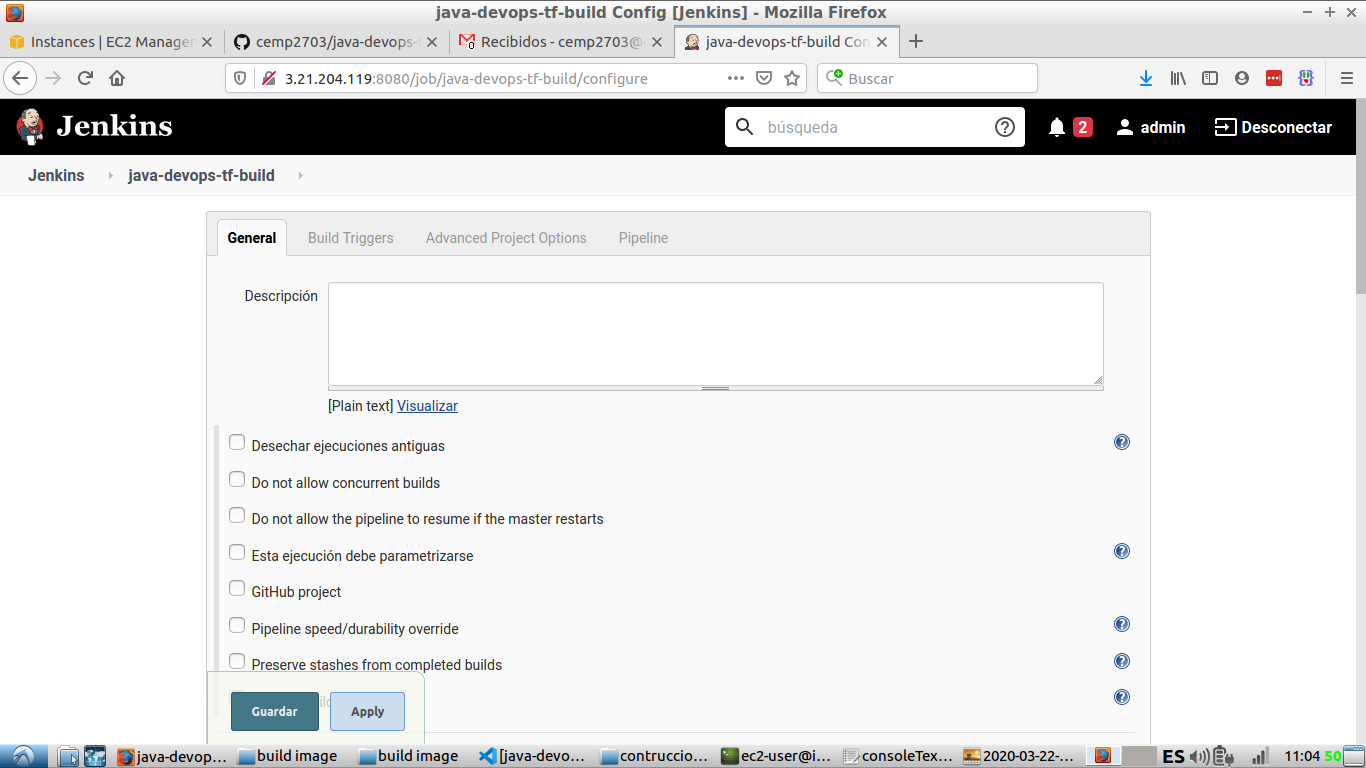 java-devops-tf-build Config [Jenkins] - Mozilla Firefox
Instances | EC2 Manager
cemp2703/java-devops-
Recibidos - cemp2703@
java-devops-tf-build Con
3.21.204.119:8080/job/java-devops-tf-build/configure
Buscar
Jenkins
búsqueda
2
admin
Desconectar
Jenkins
java-devops-tf-build
General
Build Triggers
Advanced Project Options
Pipeline
Descripción
[Plain text] Visualizar
Desechar ejecuciones antiguas
Do not allow concurrent builds
Do not allow the pipeline to resume if the master restarts
Esta ejecución debe parametrizarse
GitHub project
Pipeline speed/durability override
Preserve stashes from completed builds
Guardar
Apply
java-devop...
build image
build image
[java-devo...
contruccio...
ec2-user@i...
consoleTex...
2020-03-22-...
ES
11:04
50